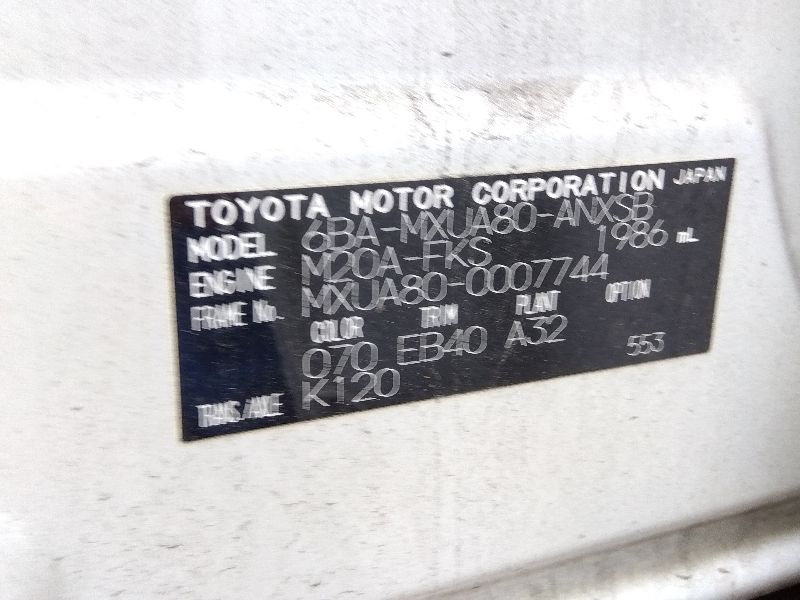 TOYOTA MOTOR CORPORATION JAPAN
MODEL 6BA-MXUA80-ANXSB
ENGINE M20A-FKS 1986 mL
FRAME No. MXUA80-0007744
COLOR TRIM PLANT OPTION
070 EB40 A32 553
TRANS./AXLE K120